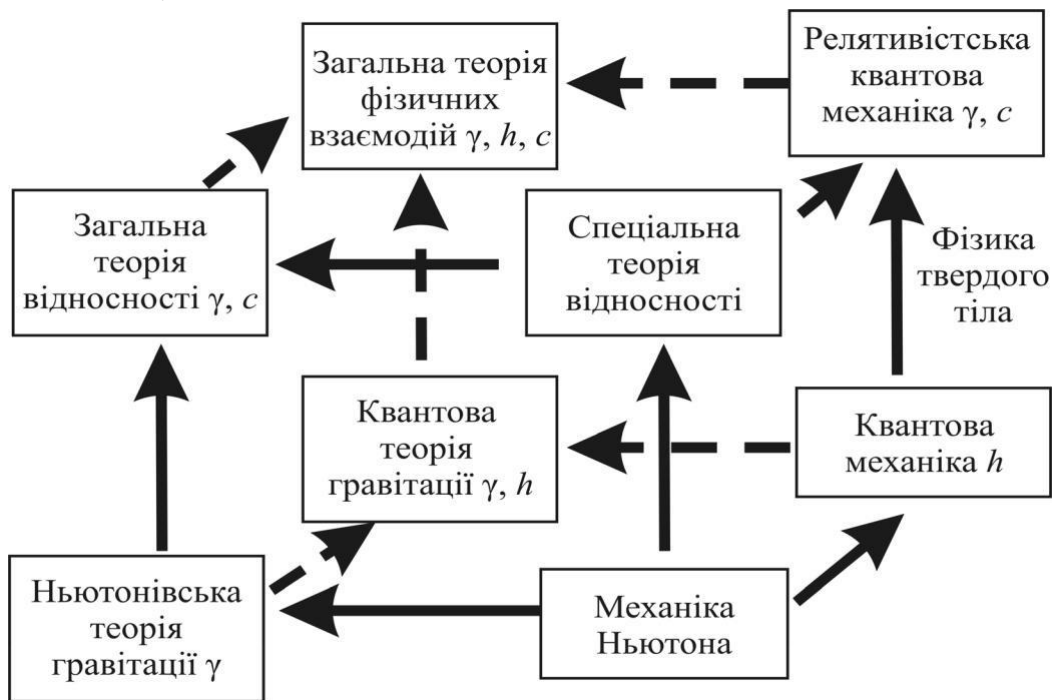 Загальна теорія
фізичних
взаємодій γ, h, c
Релятивістська
квантова
механіка γ, c
Загальна
теорія
відносності γ, c
Спеціальна
теорія
відносності
Фізика
твердого
тіла
Квантова
теорія
гравітації γ, h
Квантова
механіка h
Ньютонівська
теорія
гравітації γ
Механіка
Ньютона